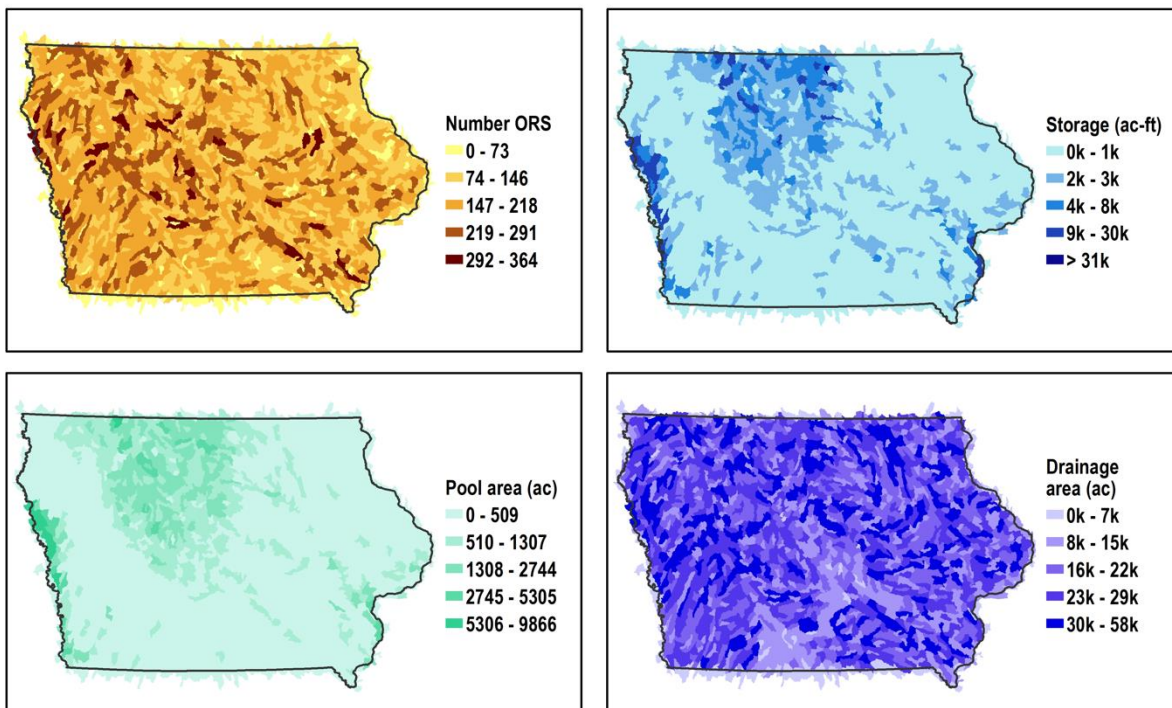 Number ORS
0 - 73
74 - 146
147 - 218
219 - 291
292 - 364
Storage (ac-ft)
0k - 1k
2k - 3k
4k - 8k
9k - 30k
> 31k
Pool area (ac)
0 - 509
510 - 1307
1308 - 2744
2745 - 5305
5306 - 9866
Drainage
area (ac)
0k - 7k
8k - 15k
16k - 22k
23k - 29k
30k - 58k